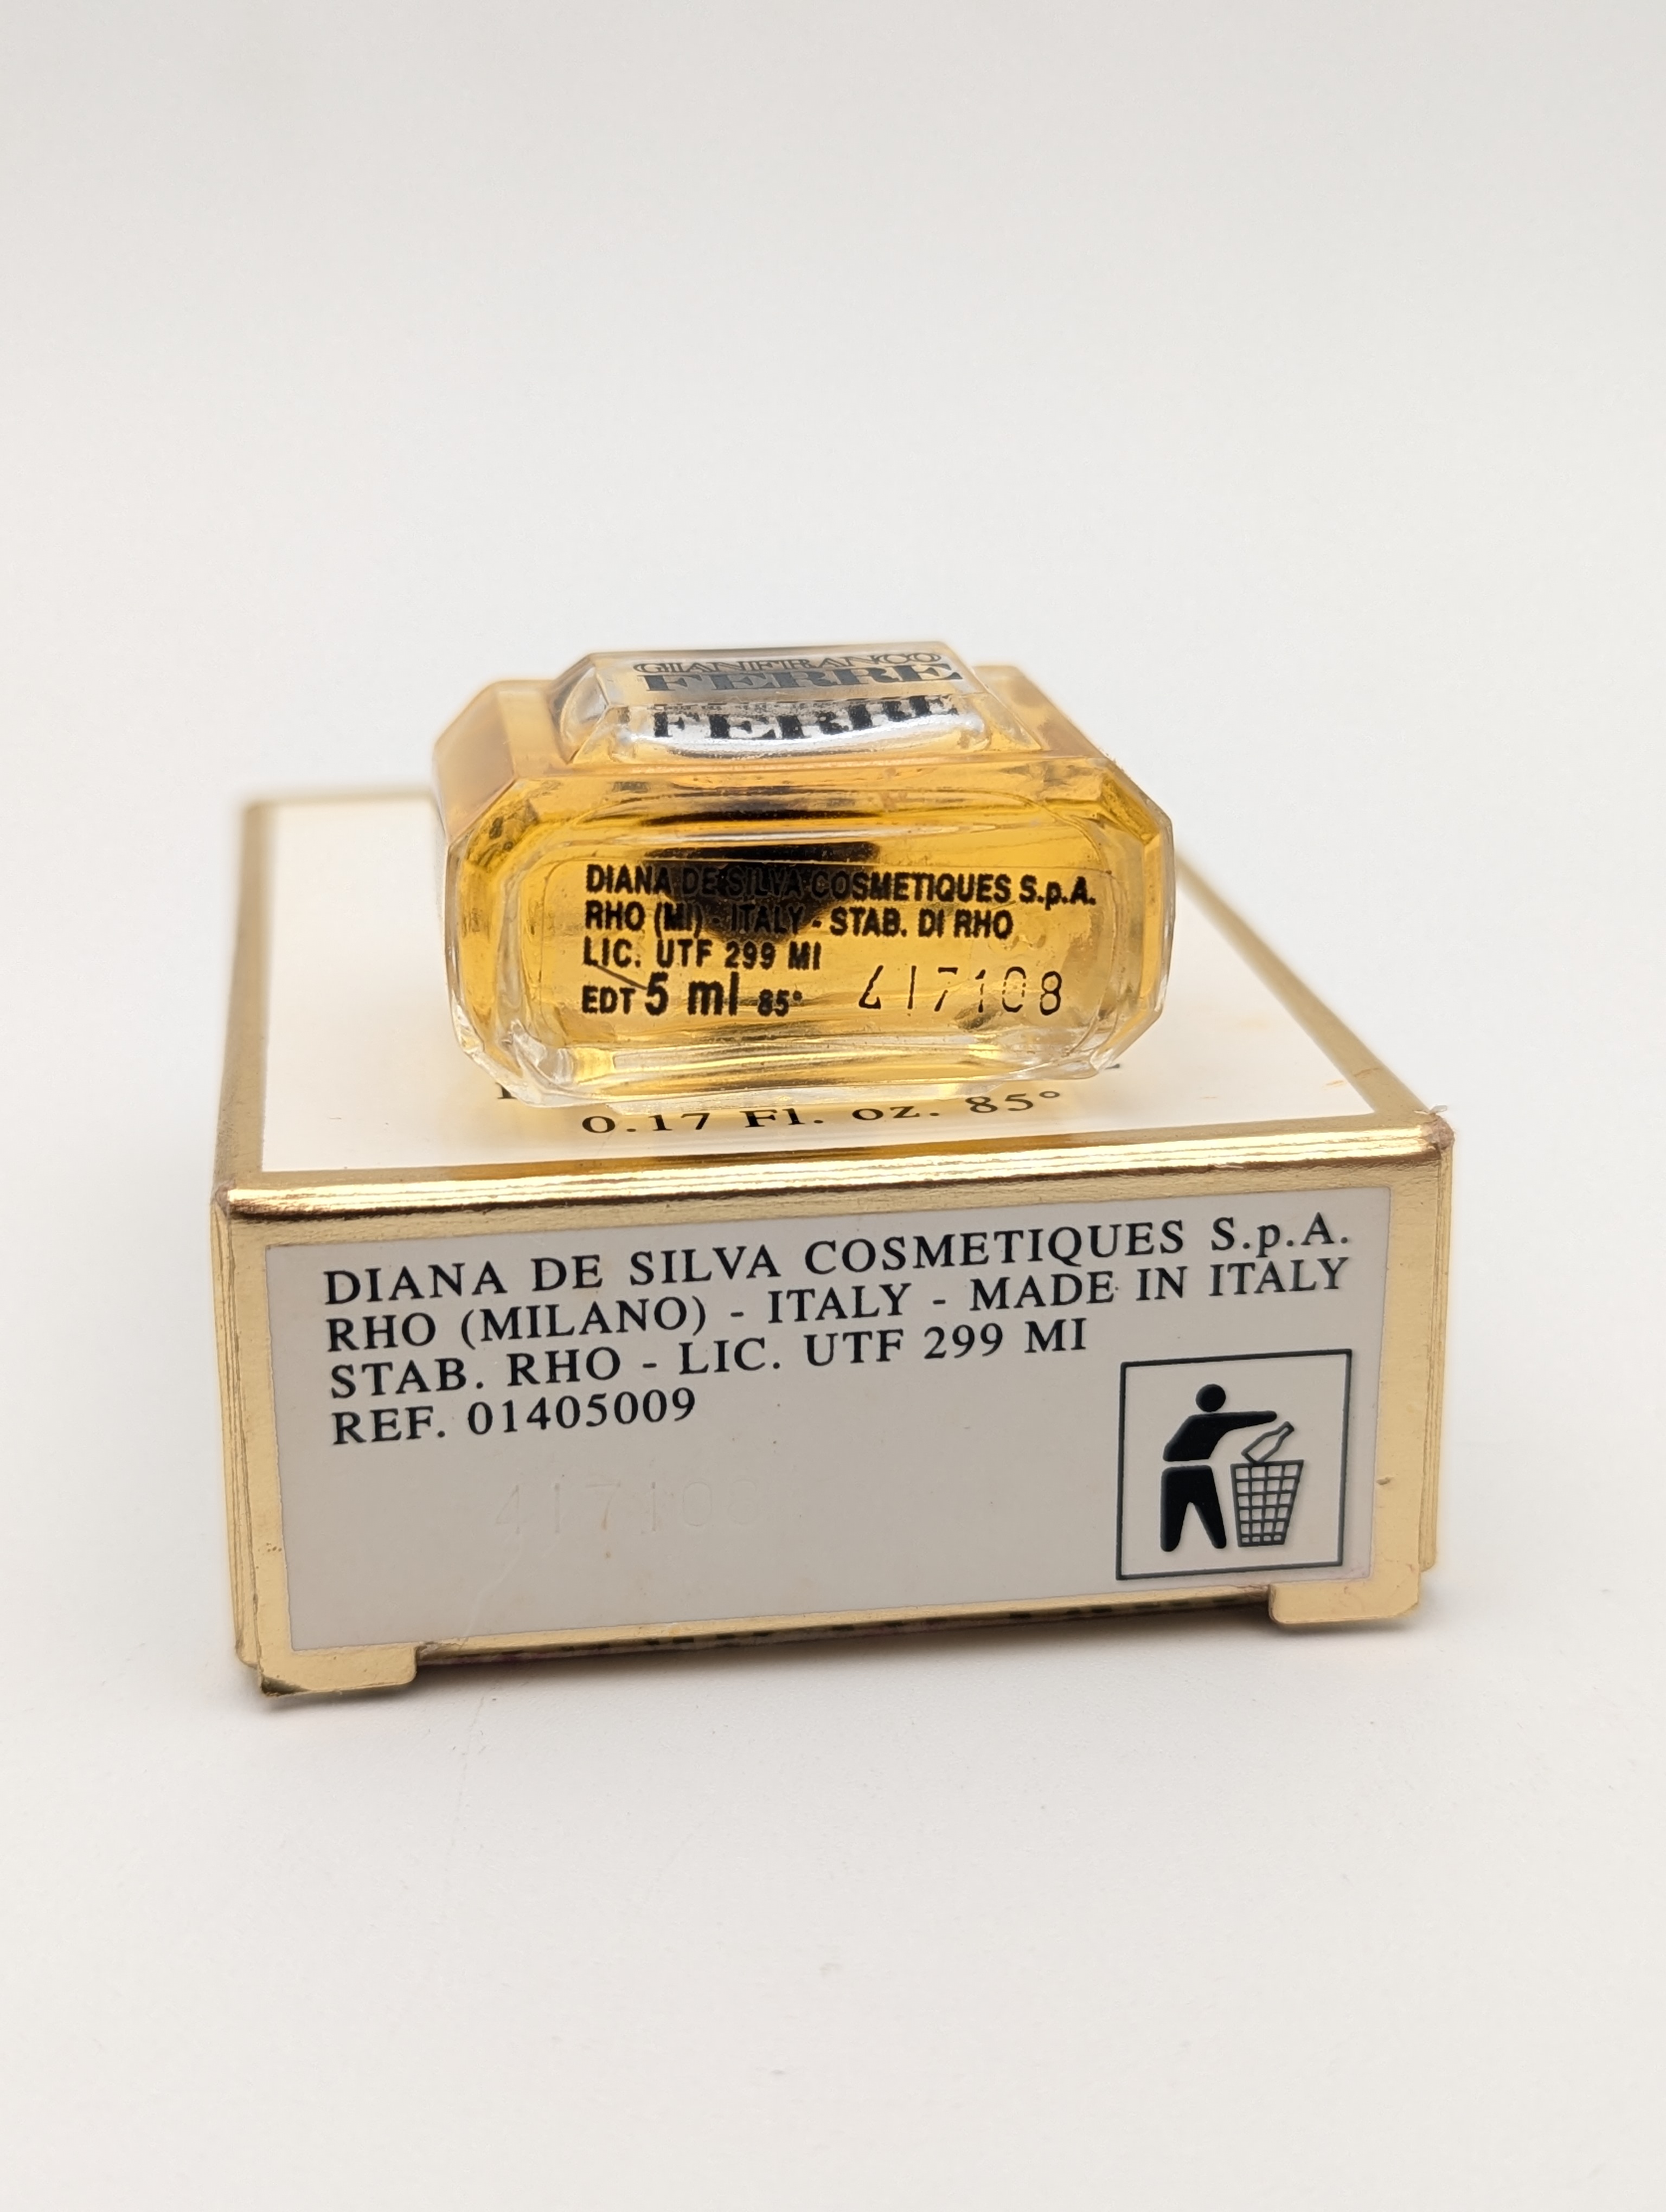 GIANFRANCO
FERRE
FERRE
DIANA DE SILVA COSMETIQUES S.p.A.
RHO (MI) - ITALY - STAB. DI RHO
LIC. UTF 299 MI
EDT 5 ml 85° 417108
0.17 Fl. oz. 85°
DIANA DE SILVA COSMETIQUES S.p.A.
RHO (MILANO) - ITALY - MADE IN ITALY
STAB. RHO - LIC. UTF 299 MI
REF. 01405009